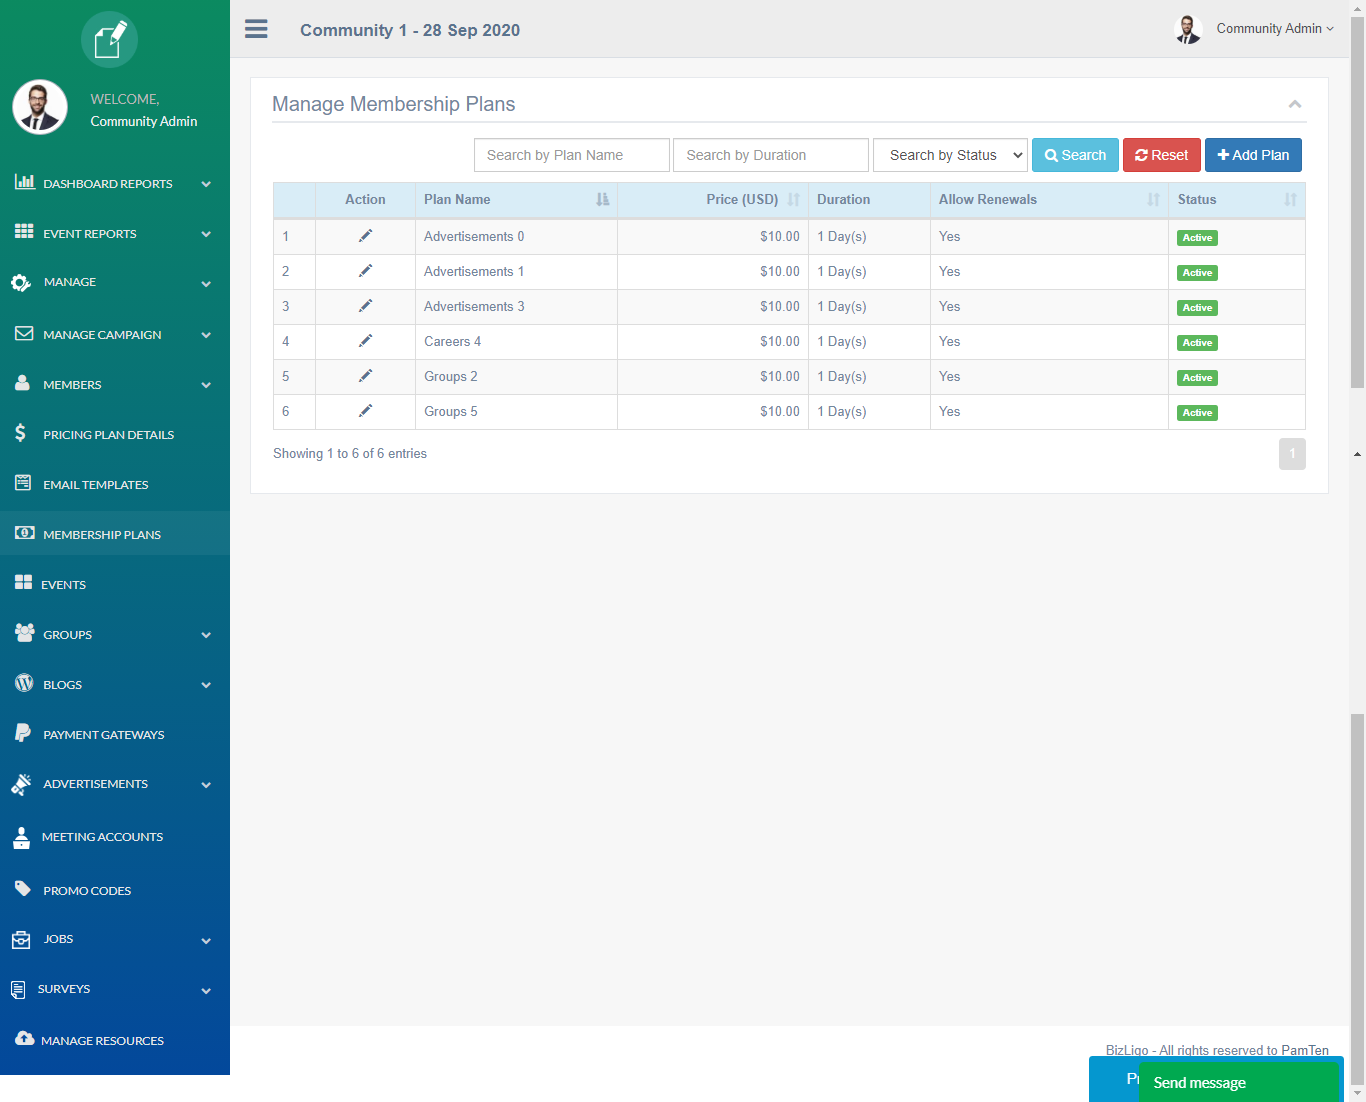 Community 1 - 28 Sep 2020
Community Admin
WELCOME,
Community Admin
DASHBOARD REPORTS
EVENT REPORTS
MANAGE
MANAGE CAMPAIGN
MEMBERS
PRICING PLAN DETAILS
EMAIL TEMPLATES
MEMBERSHIP PLANS
EVENTS
GROUPS
BLOGS
PAYMENT GATEWAYS
ADVERTISEMENTS
MEETING ACCOUNTS
PROMO CODES
JOBS
SURVEYS
MANAGE RESOURCES
Manage Membership Plans
Search by Plan Name Search by Duration Search by Status Search Reset Add Plan
Action Plan Name Price (USD) Duration Allow Renewals Status
1 Advertisements 0 $10.00 1 Day(s) Yes Active
2 Advertisements 1 $10.00 1 Day(s) Yes Active
3 Advertisements 3 $10.00 1 Day(s) Yes Active
4 Careers 4 $10.00 1 Day(s) Yes Active
5 Groups 2 $10.00 1 Day(s) Yes Active
6 Groups 5 $10.00 1 Day(s) Yes Active
Showing 1 to 6 of 6 entries
1
BizLigo - All rights reserved to PamTen
Send message